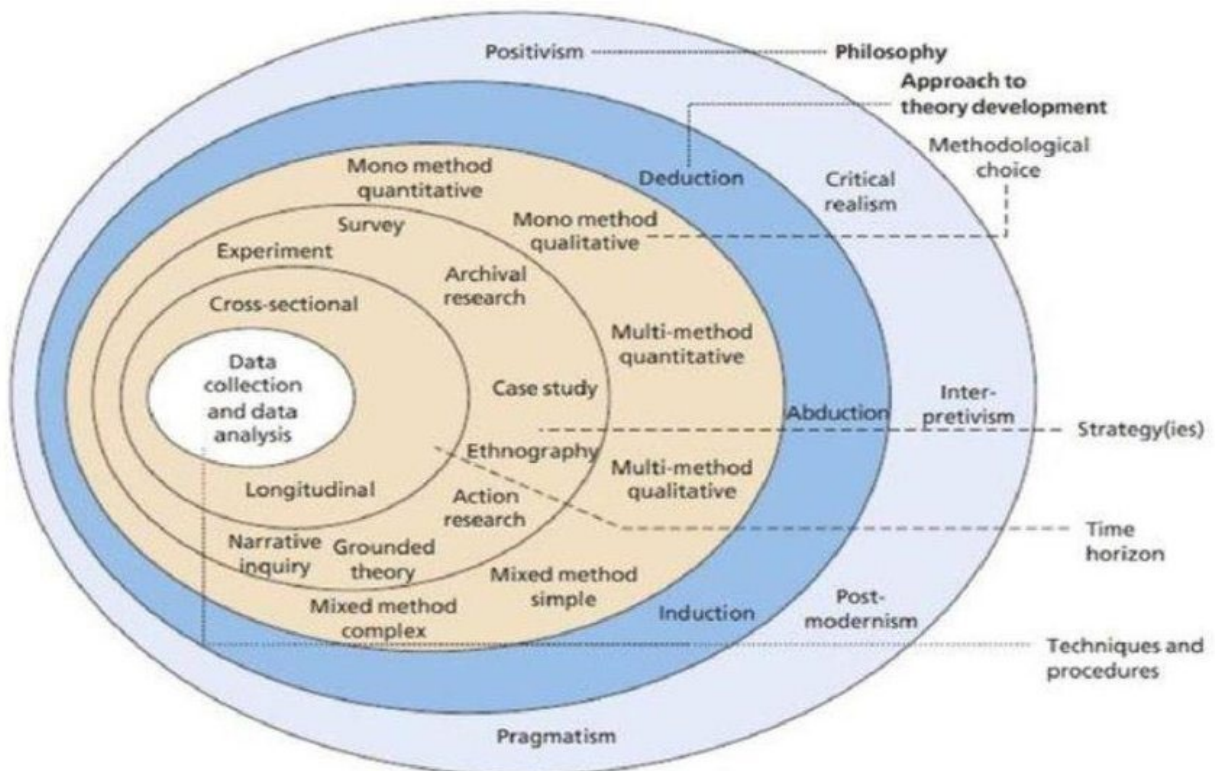 Positivism
Philosophy
Approach to
theory development
Methodological
choice
Mono method
quantitative
Deduction
Critical
realism
Survey
Mono method
qualitative
Experiment
Archival
research
Cross-sectional
Multi-method
quantitative
Data
collection
and data
analysis
Case study
Abduction
Inter-
pretivism
Strategy(ies)
Ethnography
Multi-method
qualitative
Longitudinal
Action
research
Time
horizon
Narrative
inquiry
Grounded
theory
Mixed method
simple
Mixed method
complex
Induction
Post-
modernism
Techniques and
procedures
Pragmatism